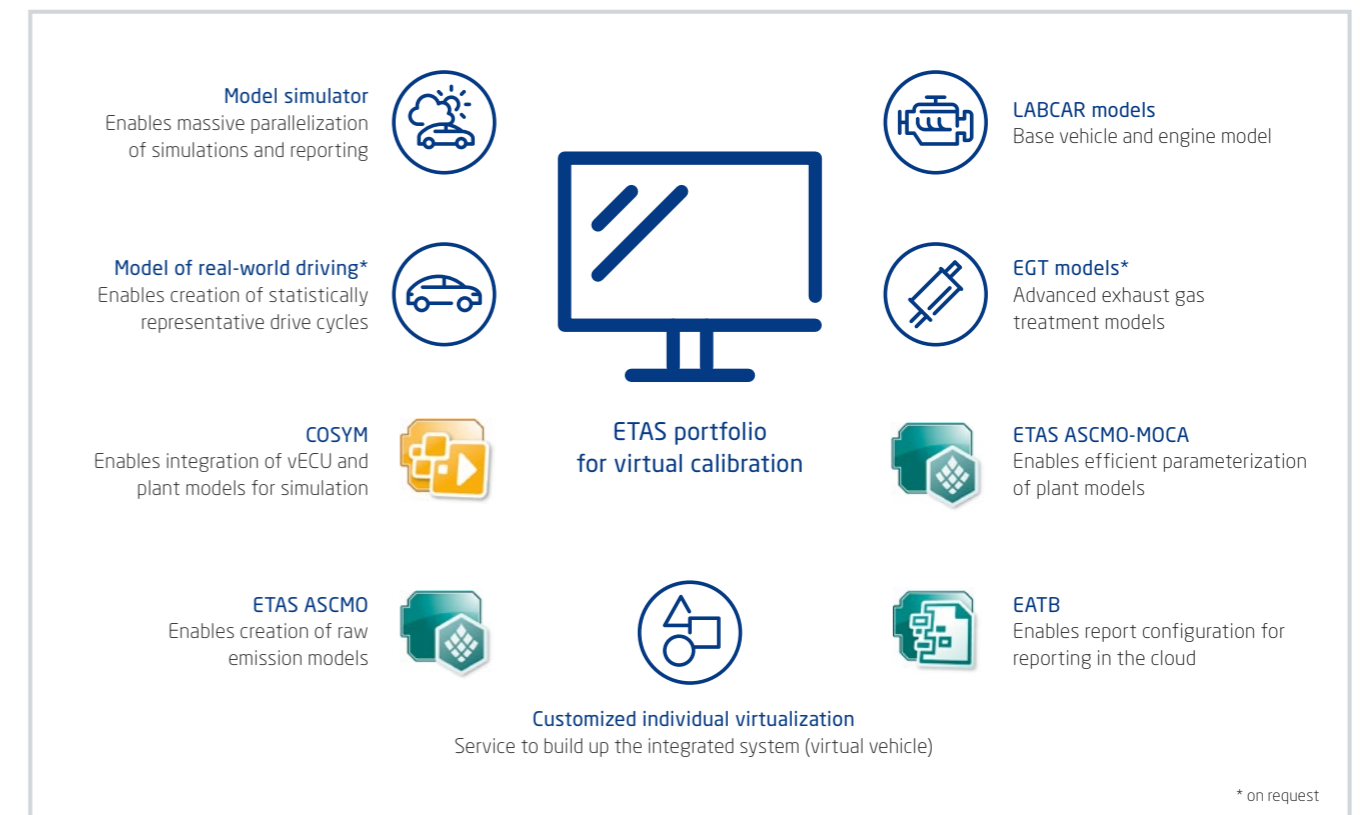 Model simulator
Enables massive parallelization
of simulations and reporting
Model of real-world driving*
Enables creation of statistically
representative drive cycles
COSYM
Enables integration of vECU and
plant models for simulation
ETAS ASCMO
Enables creation of raw
emission models
ETAS portfolio
for virtual calibration
Customized individual virtualization
Service to build up the integrated system (virtual vehicle)
LABCAR models
Base vehicle and engine model
EGT models*
Advanced exhaust gas
treatment models
ETAS ASCMO-MOCA
Enables efficient parameterization
of plant models
EATB
Enables report configuration for
reporting in the cloud
* on request